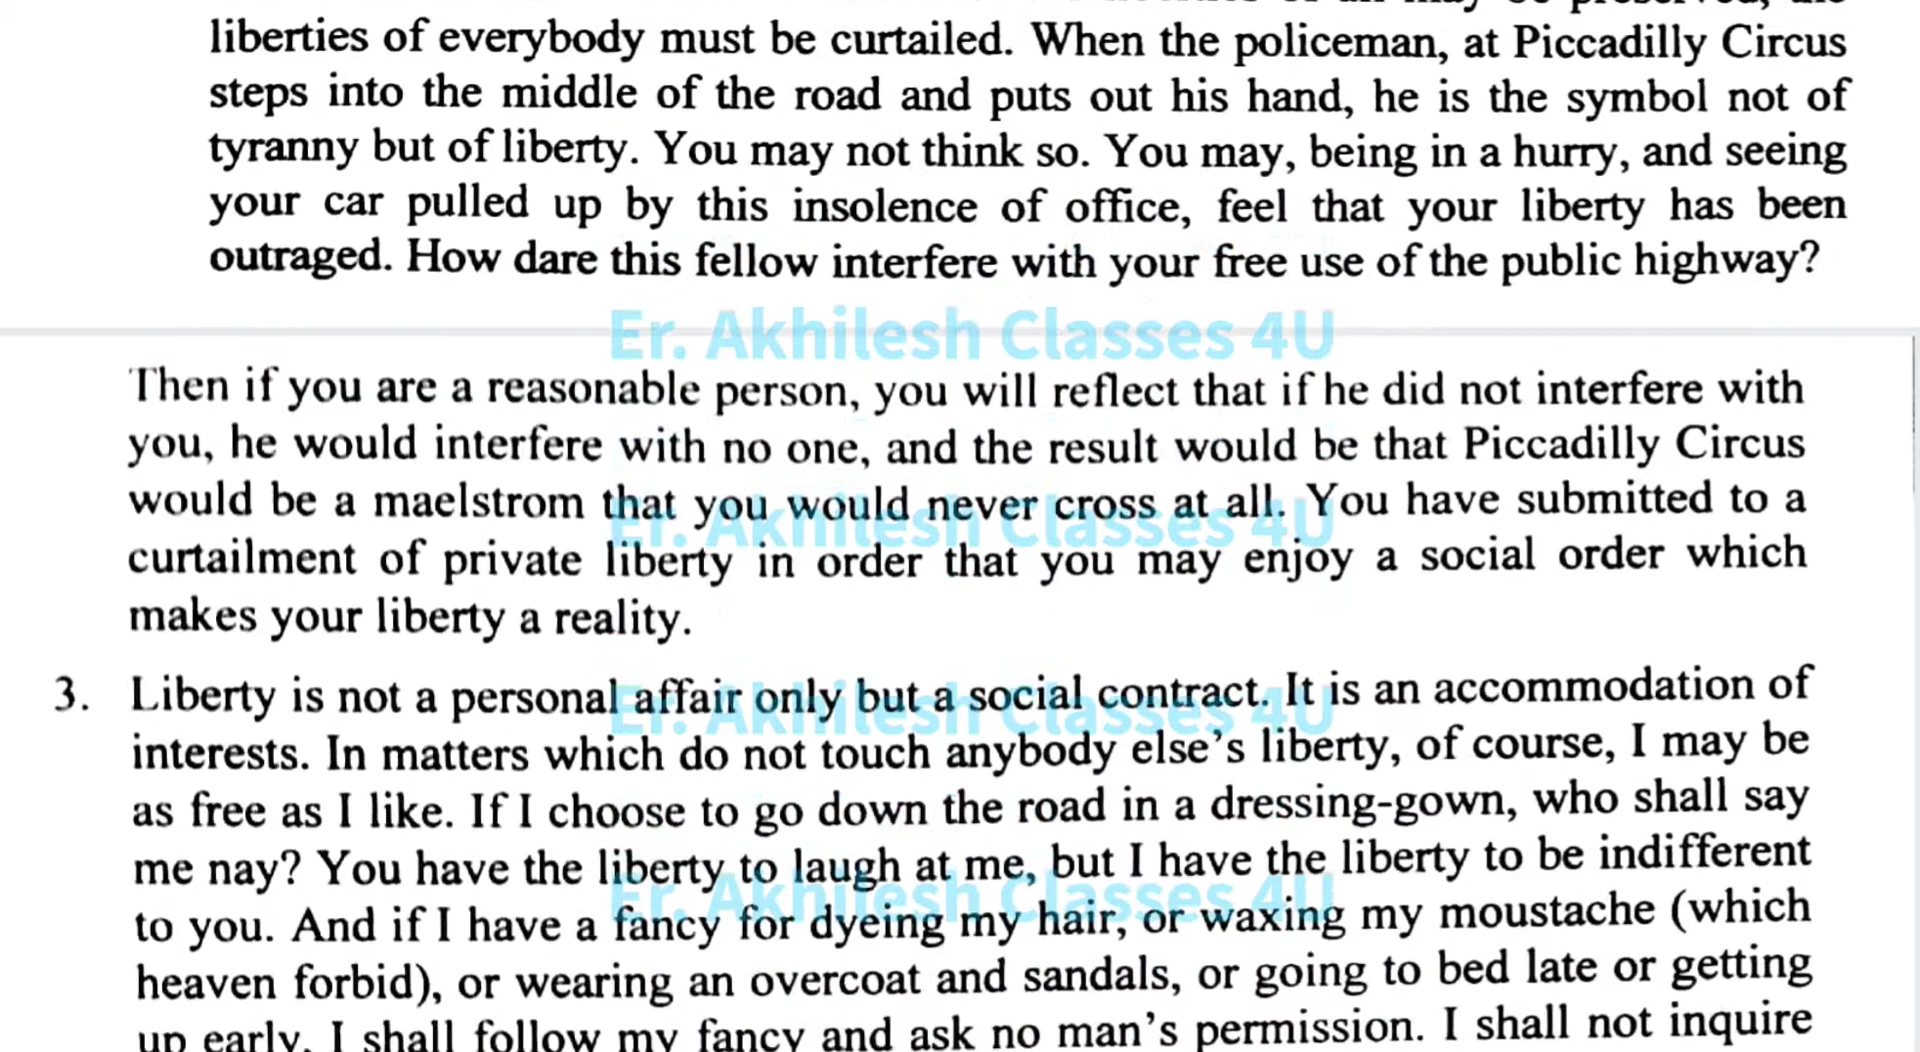 liberties of everybody must be curtailed. When the policeman, at Piccadilly Circus
steps into the middle of the road and puts out his hand, he is the symbol not of
tyranny but of liberty. You may not think so. You may, being in a hurry, and seeing
your car pulled up by this insolence of office, feel that your liberty has been
outraged. How dare this fellow interfere with your free use of the public highway?
Er. Akhilesh Classes 4U
Then if you are a reasonable person, you will reflect that if he did not interfere with
you, he would interfere with no one, and the result would be that Piccadilly Circus
would be a maelstrom that you would never cross at all. You have submitted to a
Er. Akhilesh Classes 4U
curtailment of private liberty in order that you may enjoy a social order which
makes your liberty a reality.
3. Liberty is not a personal affair only but a social contract. It is an accommodation of
Er. Akhilesh Classes 4U
interests. In matters which do not touch anybody else's liberty, of course, I may be
as free as I like. If I choose to go down the road in a dressing-gown, who shall say
me nay? You have the liberty to laugh at me, but I have the liberty to be indifferent
Er. Akhilesh Classes 4U
to you. And if I have a fancy for dyeing my hair, or waxing my moustache (which
heaven forbid), or wearing an overcoat and sandals, or going to bed late or getting
up early, I shall follow my fancy and ask no man's permission. I shall not inquire